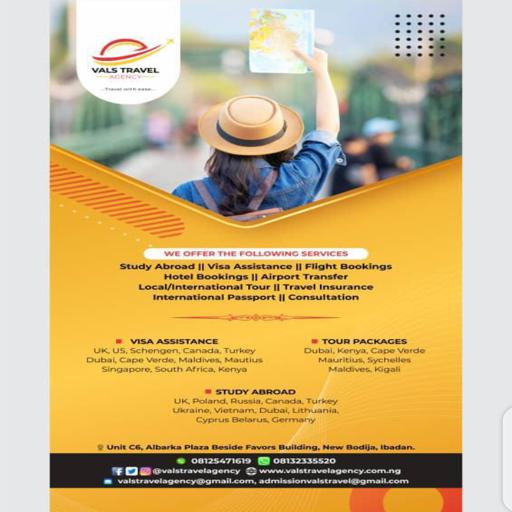 VALS TRAVEL
AGENCY
...Travel with ease...
WE OFFER THE FOLLOWING SERVICES
Study Abroad || Visa Assistance || Flight Bookings
Hotel Bookings || Airport Transfer
Local/International Tour || Travel Insurance
International Passport || Consultation
VISA ASSISTANCE
UK, US, Schengen, Canada, Turkey
Dubai, Cape Verde, Maldives, Mautius
Singapore, South Africa, Kenya
TOUR PACKAGES
Dubai, Kenya, Cape Verde
Mauritius, Sychelles
Maldives, Kigali
STUDY ABROAD
UK, Poland, Russia, Canada, Turkey
Ukraine, Vietnam, Dubai, Lithuania,
Cyprus Belarus, Germany
Unit C6, Albarka Plaza Beside Favors Building, New Bodija, Ibadan.
08125471619 08132335520
@valstravelagency www.valstravelagency.com.ng
valstravelagency@gmail.com, admissionvalstravel@gmail.com